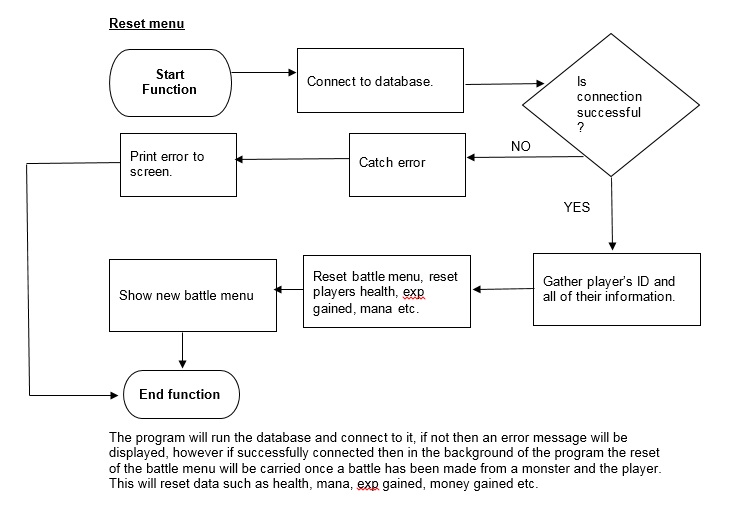 Reset menu
Start
Function
Connect to database.
Is
connection
successful
?
NO
Catch error
Print error to
screen.
YES
Gather player's ID and
all of their information.
Reset battle menu, reset
players health, exp
gained, mana etc.
Show new battle menu
End function
The program will run the database and connect to it, if not then an error message will be
displayed, however if successfully connected then in the background of the program the reset
of the battle menu will be carried once a battle has been made from a monster and the player.
This will reset data such as health, mana, exp gained, money gained etc.